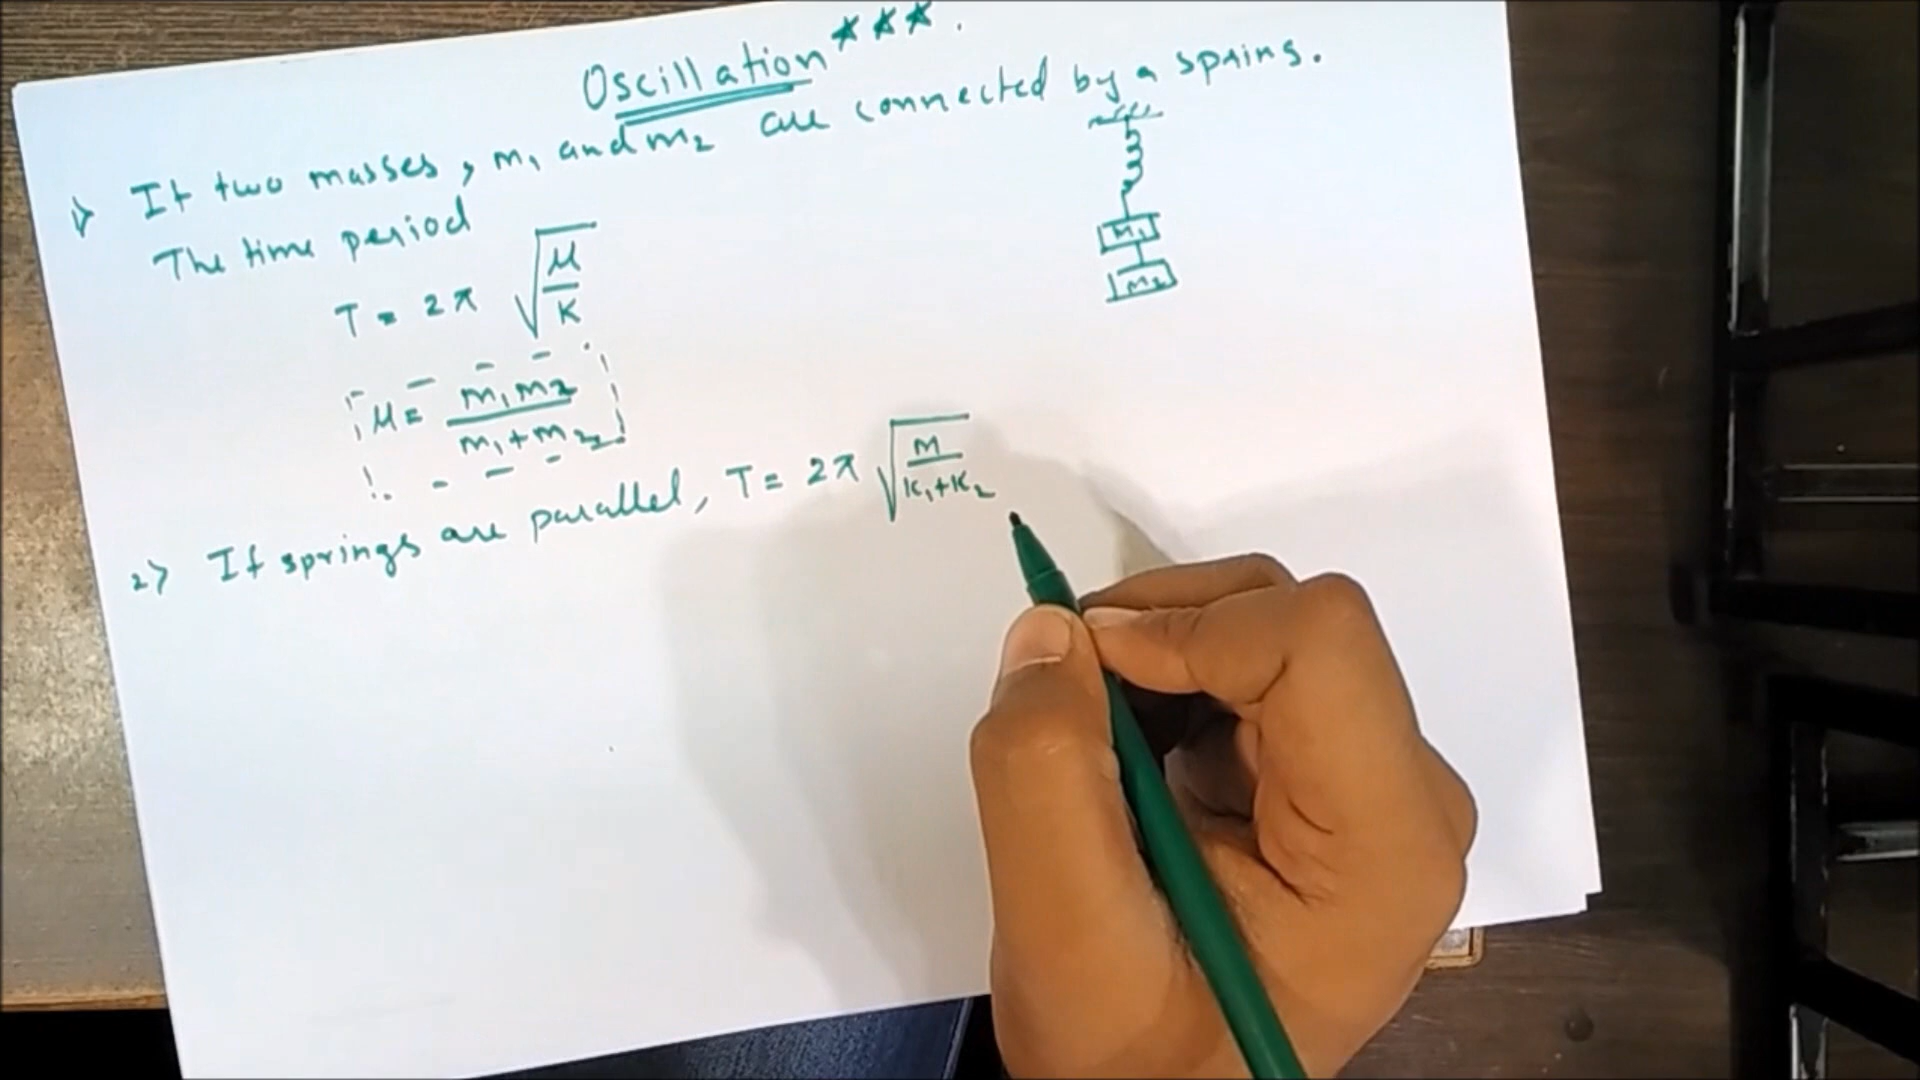 Oscillation ***.
1> If two masses, m₁ and m₂ are connected by a spring.
The time period
T = 2π √(μ/K)
μ = m₁m₂/(m₁+m₂)
2> If springs are parallel, T = 2π √(M/(K₁+K₂))
M₁
M₂